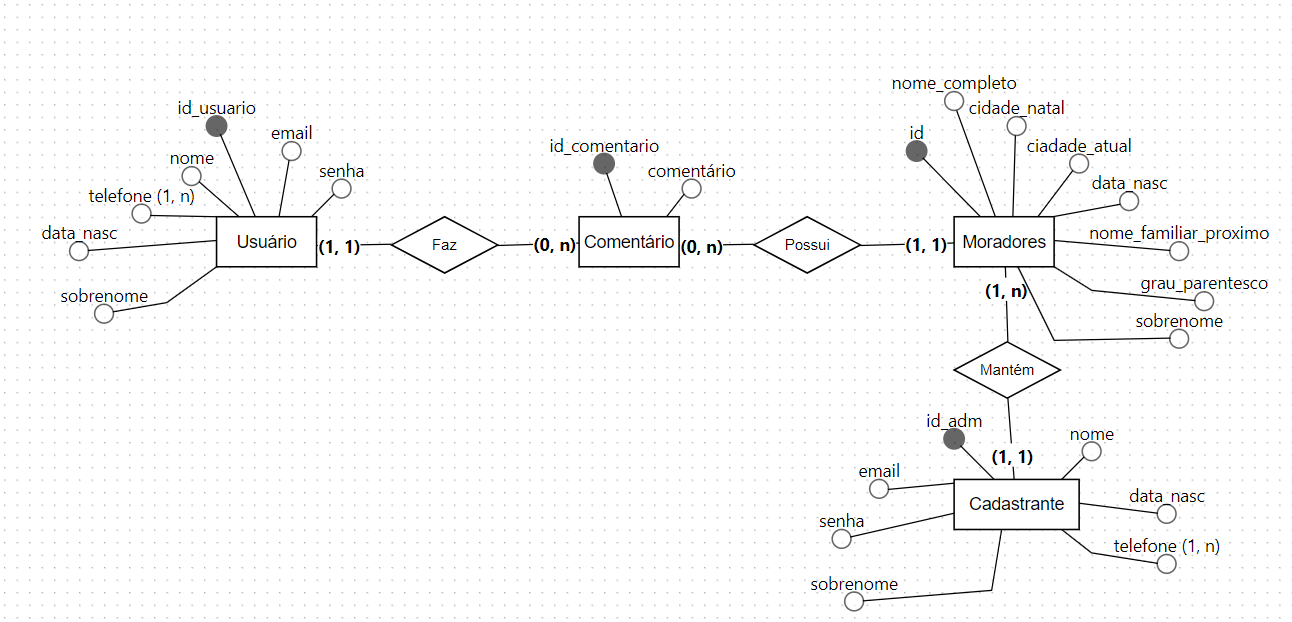 nome_completo
cidade_natal
id_usuario
email
id
ciadade_atual
id_comentario
nome
senha
comentário
data_nasc
telefone (1, n)
data_nasc
nome_familiar_proximo
Usuário
(1, 1)
Faz
(0, n)
Comentário
(0, n)
Possui
(1, 1)
Moradores
sobrenome
(1, n)
grau_parentesco
sobrenome
Mantém
id_adm
nome
(1, 1)
email
data_nasc
Cadastrante
senha
telefone (1, n)
sobrenome